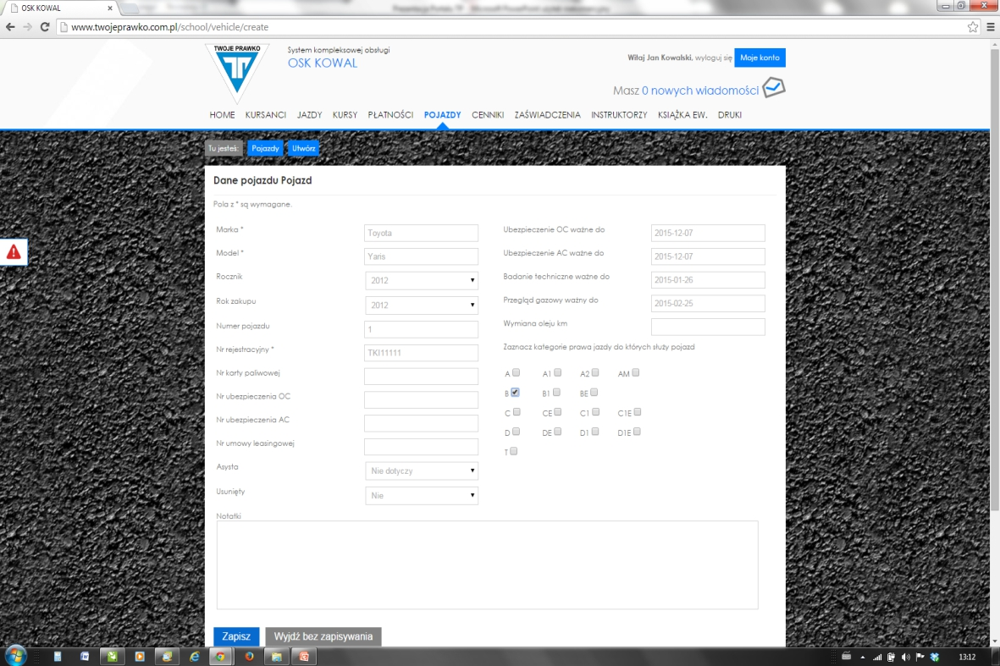 OSK KOWAL
www.twojeprawko.com.pl/school/vehicle/create
TWOJE PRAWKO
System kompleksowej obsługi
OSK KOWAL
Witaj Jan Kowalski, wyloguj się Moje konto
Masz 0 nowych wiadomości
HOME KURSANCI JAZDY KURSY PŁATNOŚCI POJAZDY CENNIKI ZAŚWIADCZENIA INSTRUKTORZY KSIĄŻKA EW. DRUKI
Tu jesteś: Pojazdy Utwórz
Dane pojazdu Pojazd
Pola z * są wymagane.
Marka * Toyota
Model * Yaris
Rocznik 2012
Rok zakupu 2012
Numer pojazdu 1
Nr rejestracyjny * TKI11111
Nr karty paliwowej
Nr ubezpieczenia OC
Nr ubezpieczenia AC
Nr umowy leasingowej
Asysta Nie dotyczy
Usunięty Nie
Ubezpieczenie OC ważne do 2015-12-07
Ubezpieczenie AC ważne do 2015-12-07
Badanie techniczne ważne do 2015-01-26
Przegląd gazowy ważny do 2015-02-25
Wymiana oleju km
Zaznacz kategorie prawa jazdy do których służy pojazd
A A1 A2 AM
B B1 BE
C CE C1 C1E
D DE D1 D1E
T
Notatki
Zapisz Wyjdź bez zapisywania
13:12